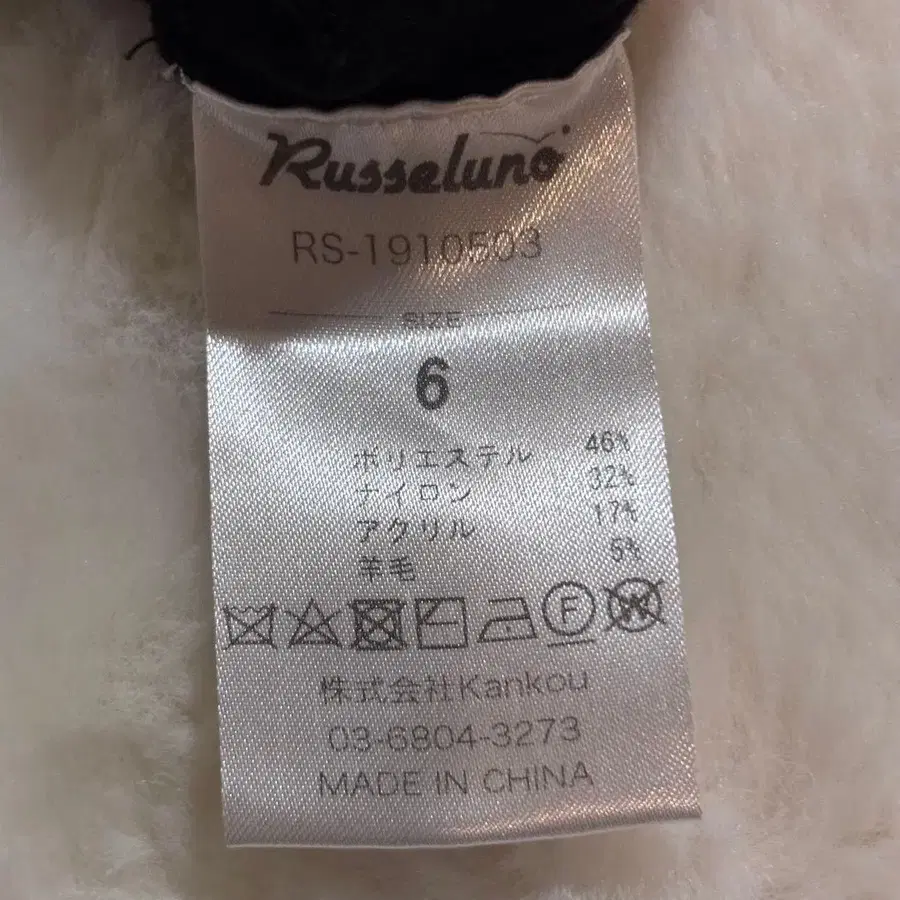 Russeluno
RS-1910503
SIZE
6
ポリエステル 46%
ナイロン 32%
アクリル 17%
羊毛 5%
F W
株式会社Kankou
03-6804-3273
MADE IN CHINA